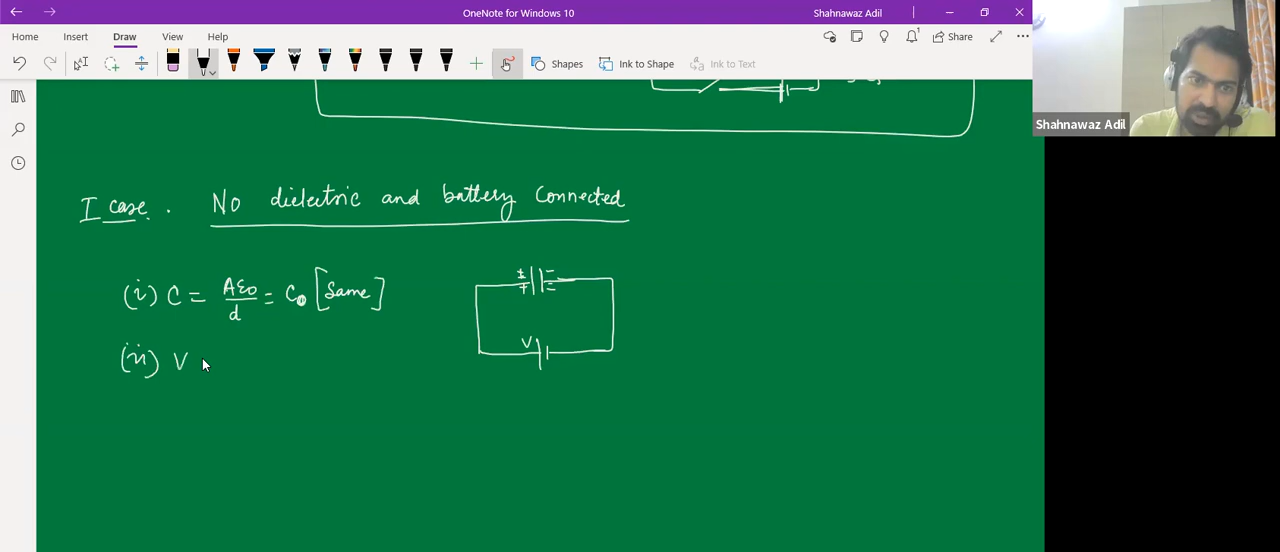 OneNote for Windows 10
Shahnawaz Adil
Home Insert Draw View Help
Share
Shapes
Ink to Shape
Ink to Text
Shahnawaz Adil
I case. No dielectric and battery connected
(i) C = Aε0/d = C0 [Same]
(ii) V
V